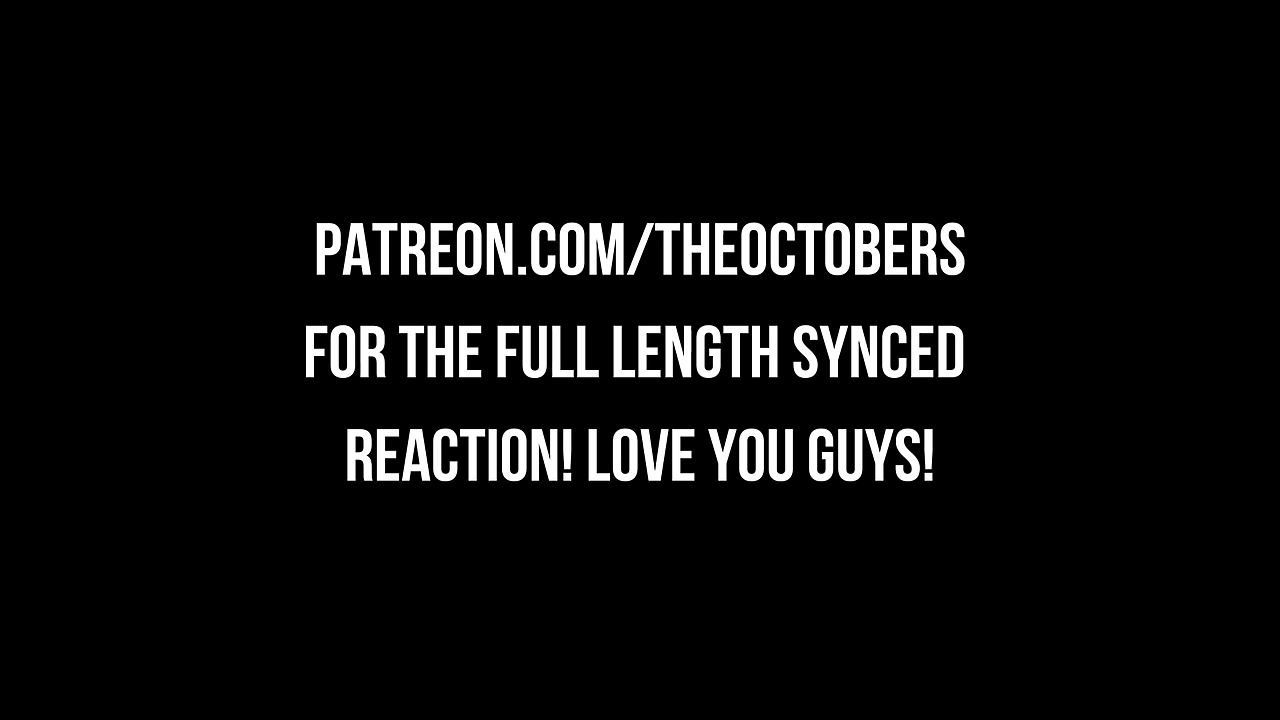 PATREON.COM/THEOCTOBERS
FOR THE FULL LENGTH SYNCED
REACTION! LOVE YOU GUYS!